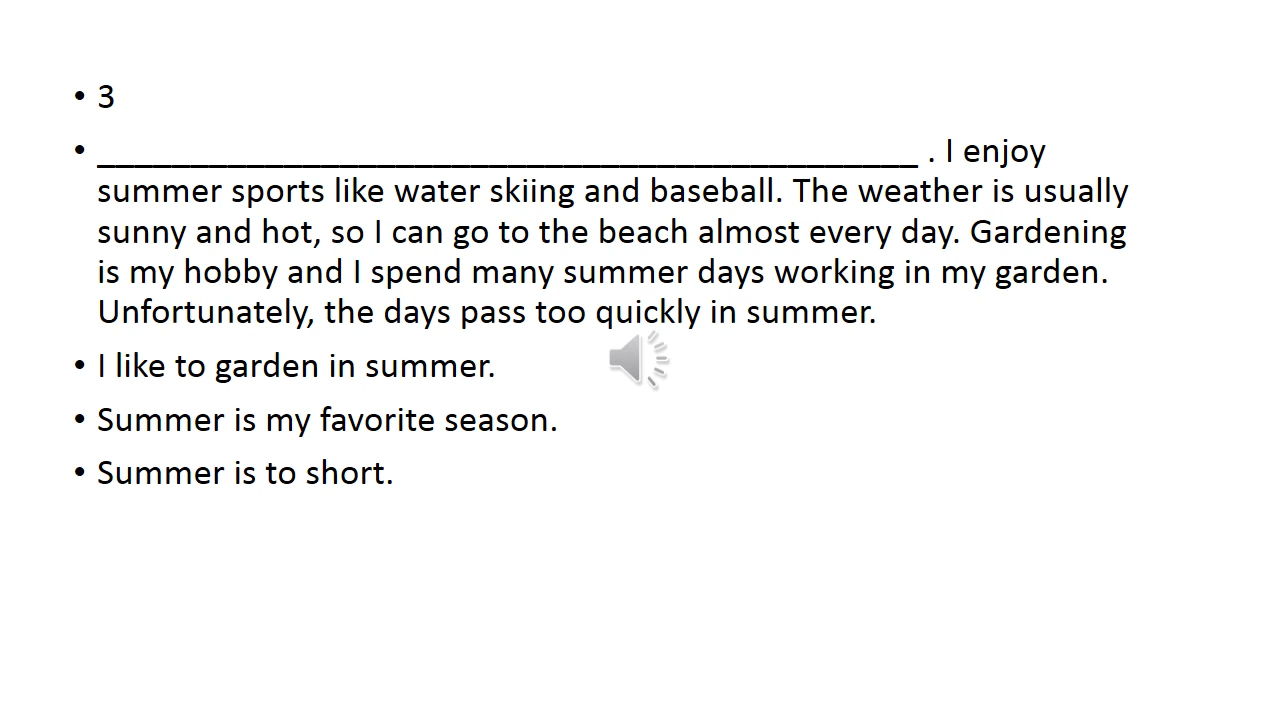 • 3
• ____________________________________________ . I enjoy
summer sports like water skiing and baseball. The weather is usually
sunny and hot, so I can go to the beach almost every day. Gardening
is my hobby and I spend many summer days working in my garden.
Unfortunately, the days pass too quickly in summer.
• I like to garden in summer.
• Summer is my favorite season.
• Summer is to short.